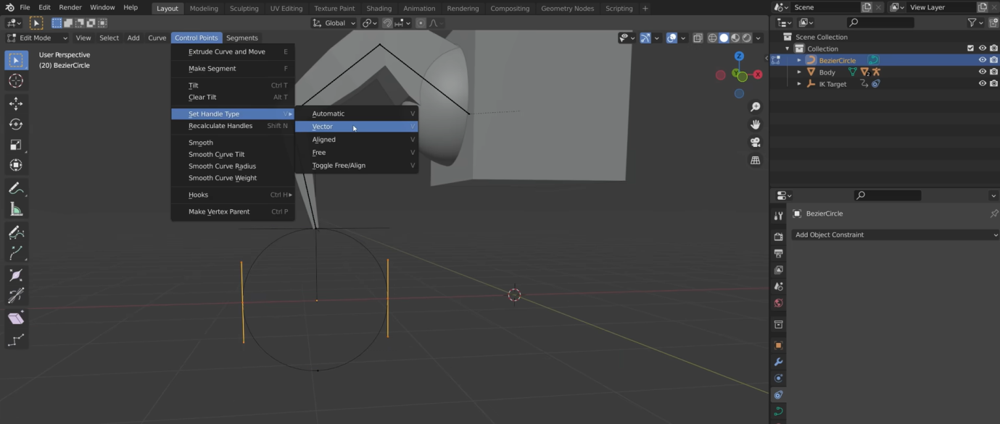 File Edit Render Window Help Layout Modeling Sculpting UV Editing Texture Paint Shading Animation Rendering Compositing Geometry Nodes Scripting + Scene View Layer
Global
Edit Mode View Select Add Curve Control Points Segments
User Perspective
(20) BezierCircle
Extrude Curve and Move E
Make Segment F
Tilt Ctrl T
Clear Tilt Alt T
Set Handle Type V
Recalculate Handles Shift N
Smooth
Smooth Curve Tilt
Smooth Curve Radius
Smooth Curve Weight
Hooks Ctrl H
Make Vertex Parent Ctrl P
Automatic V
Vector V
Aligned V
Free V
Toggle Free/Align V
Z
Y
X
Scene Collection
Collection
BezierCircle
Body 2
IK Target
BezierCircle
Add Object Constraint